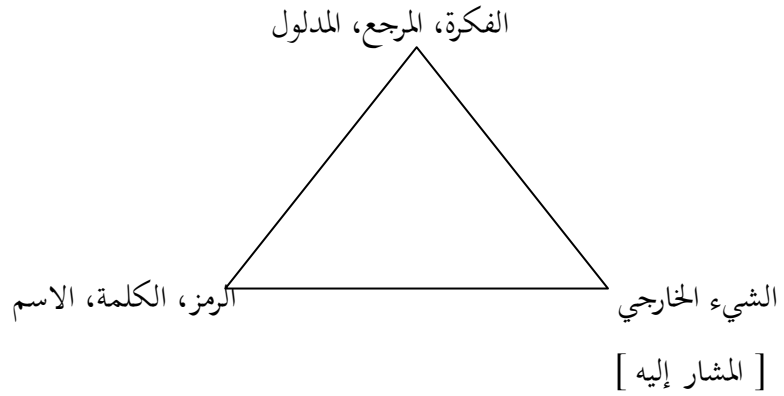 الفكرة، المرجع، المدلول
الشيء الخارجي
الرمز، الكلمة، الاسم
[ المشار إليه ]